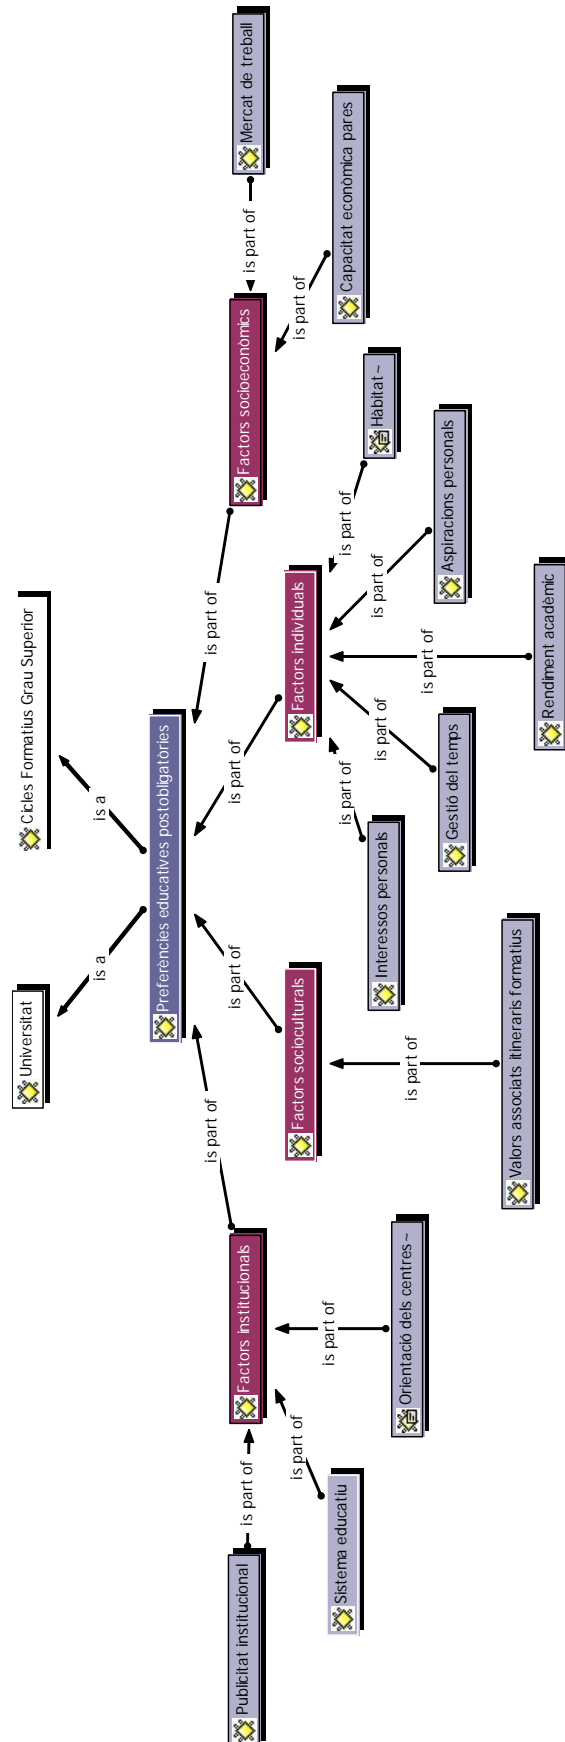 Universitat
Cicles Formatius Grau Superior
is a
is a
Preferències educatives postobligatòries
is part of
is part of
is part of
is part of
Publicitat institucional
is part of
Factors institucionals
Factors socioculturals
Factors individuals
Factors socioeconòmics
is part of
Mercat de treball
Sistema educatiu
is part of
is part of
Orientació dels centres ~
is part of
Valors associats itineraris formatius
Interessos personals
is part of
Gestió del temps
is part of
is part of
Rendiment acadèmic
is part of
Aspiracions personals
is part of
Hàbitat ~
is part of
Capacitat econòmica pares